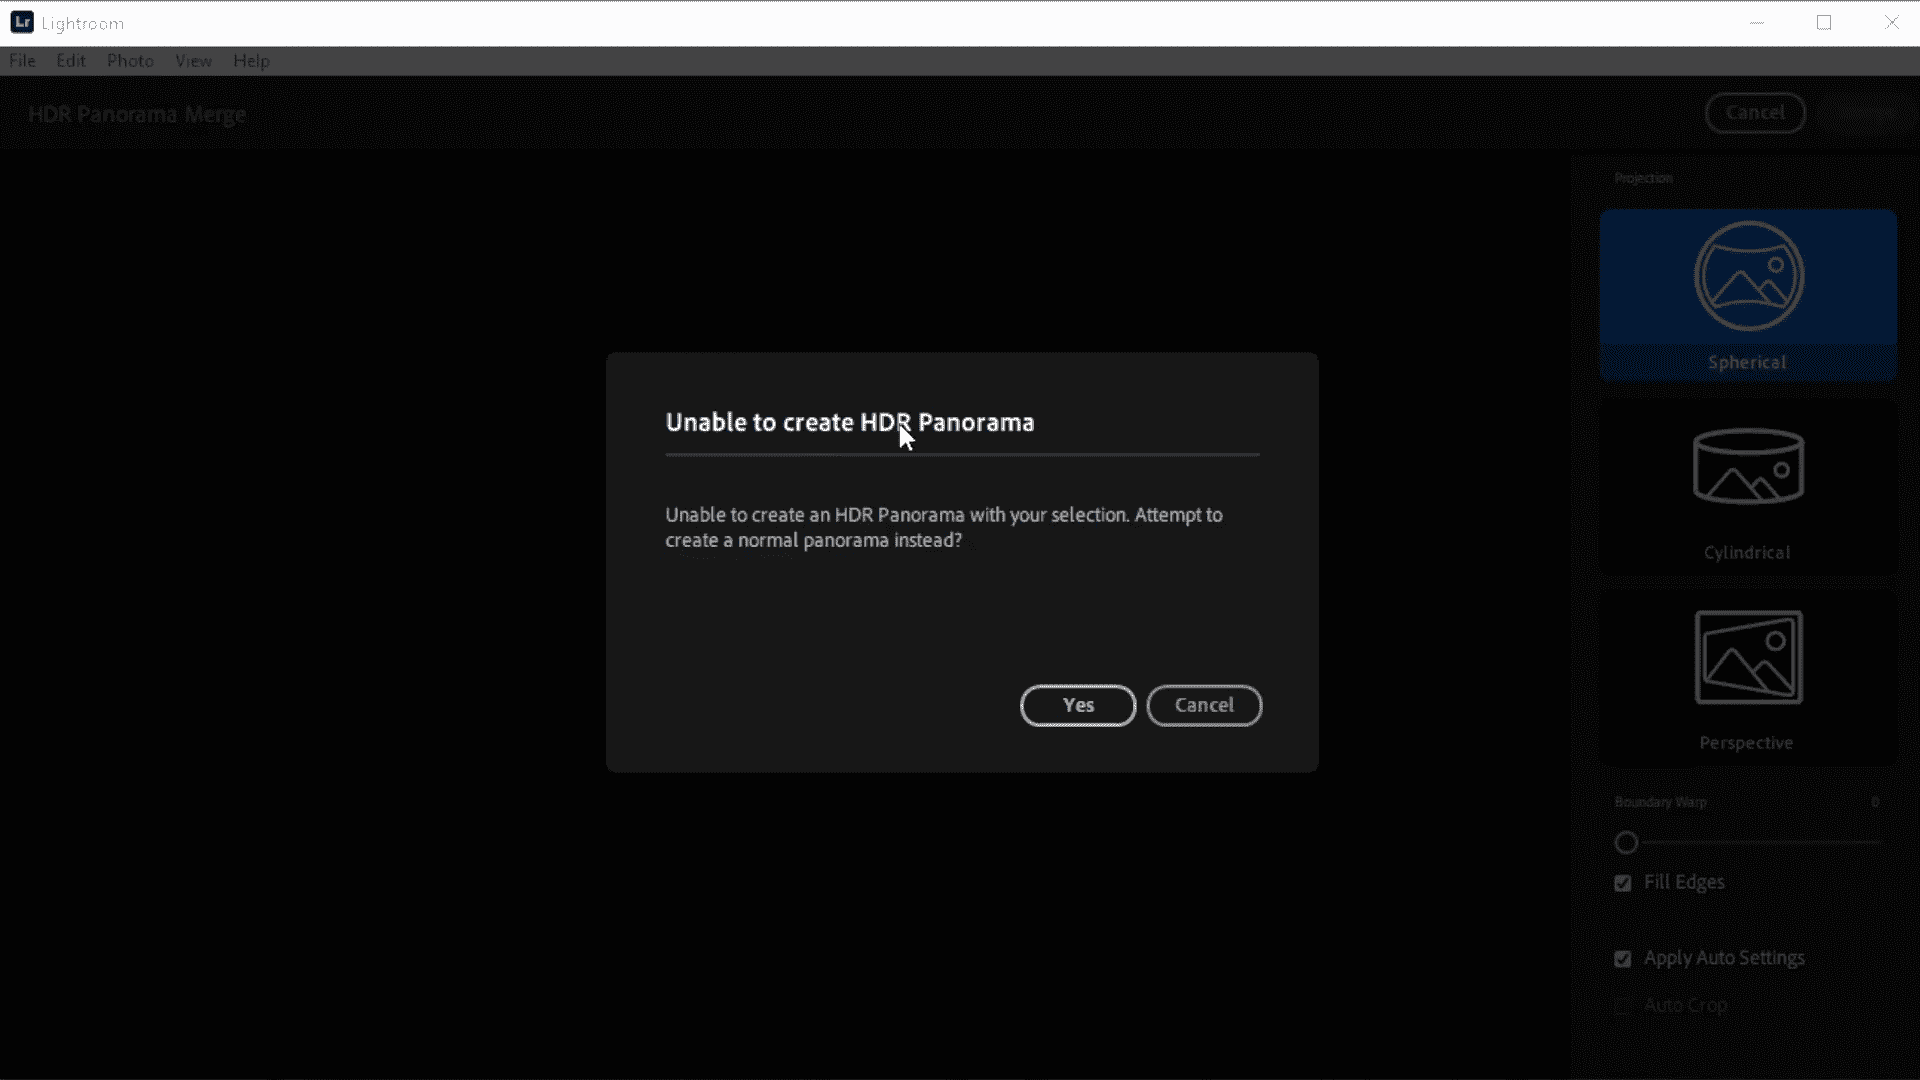 Lr Lightroom
File Edit Photo View Help
HDR Panorama Merge
Cancel
Projection
Spherical
Cylindrical
Perspective
Boundary Warp 0
Fill Edges
Apply Auto Settings
Auto Crop
Unable to create HDR Panorama
Unable to create an HDR Panorama with your selection. Attempt to
create a normal panorama instead?
Yes Cancel